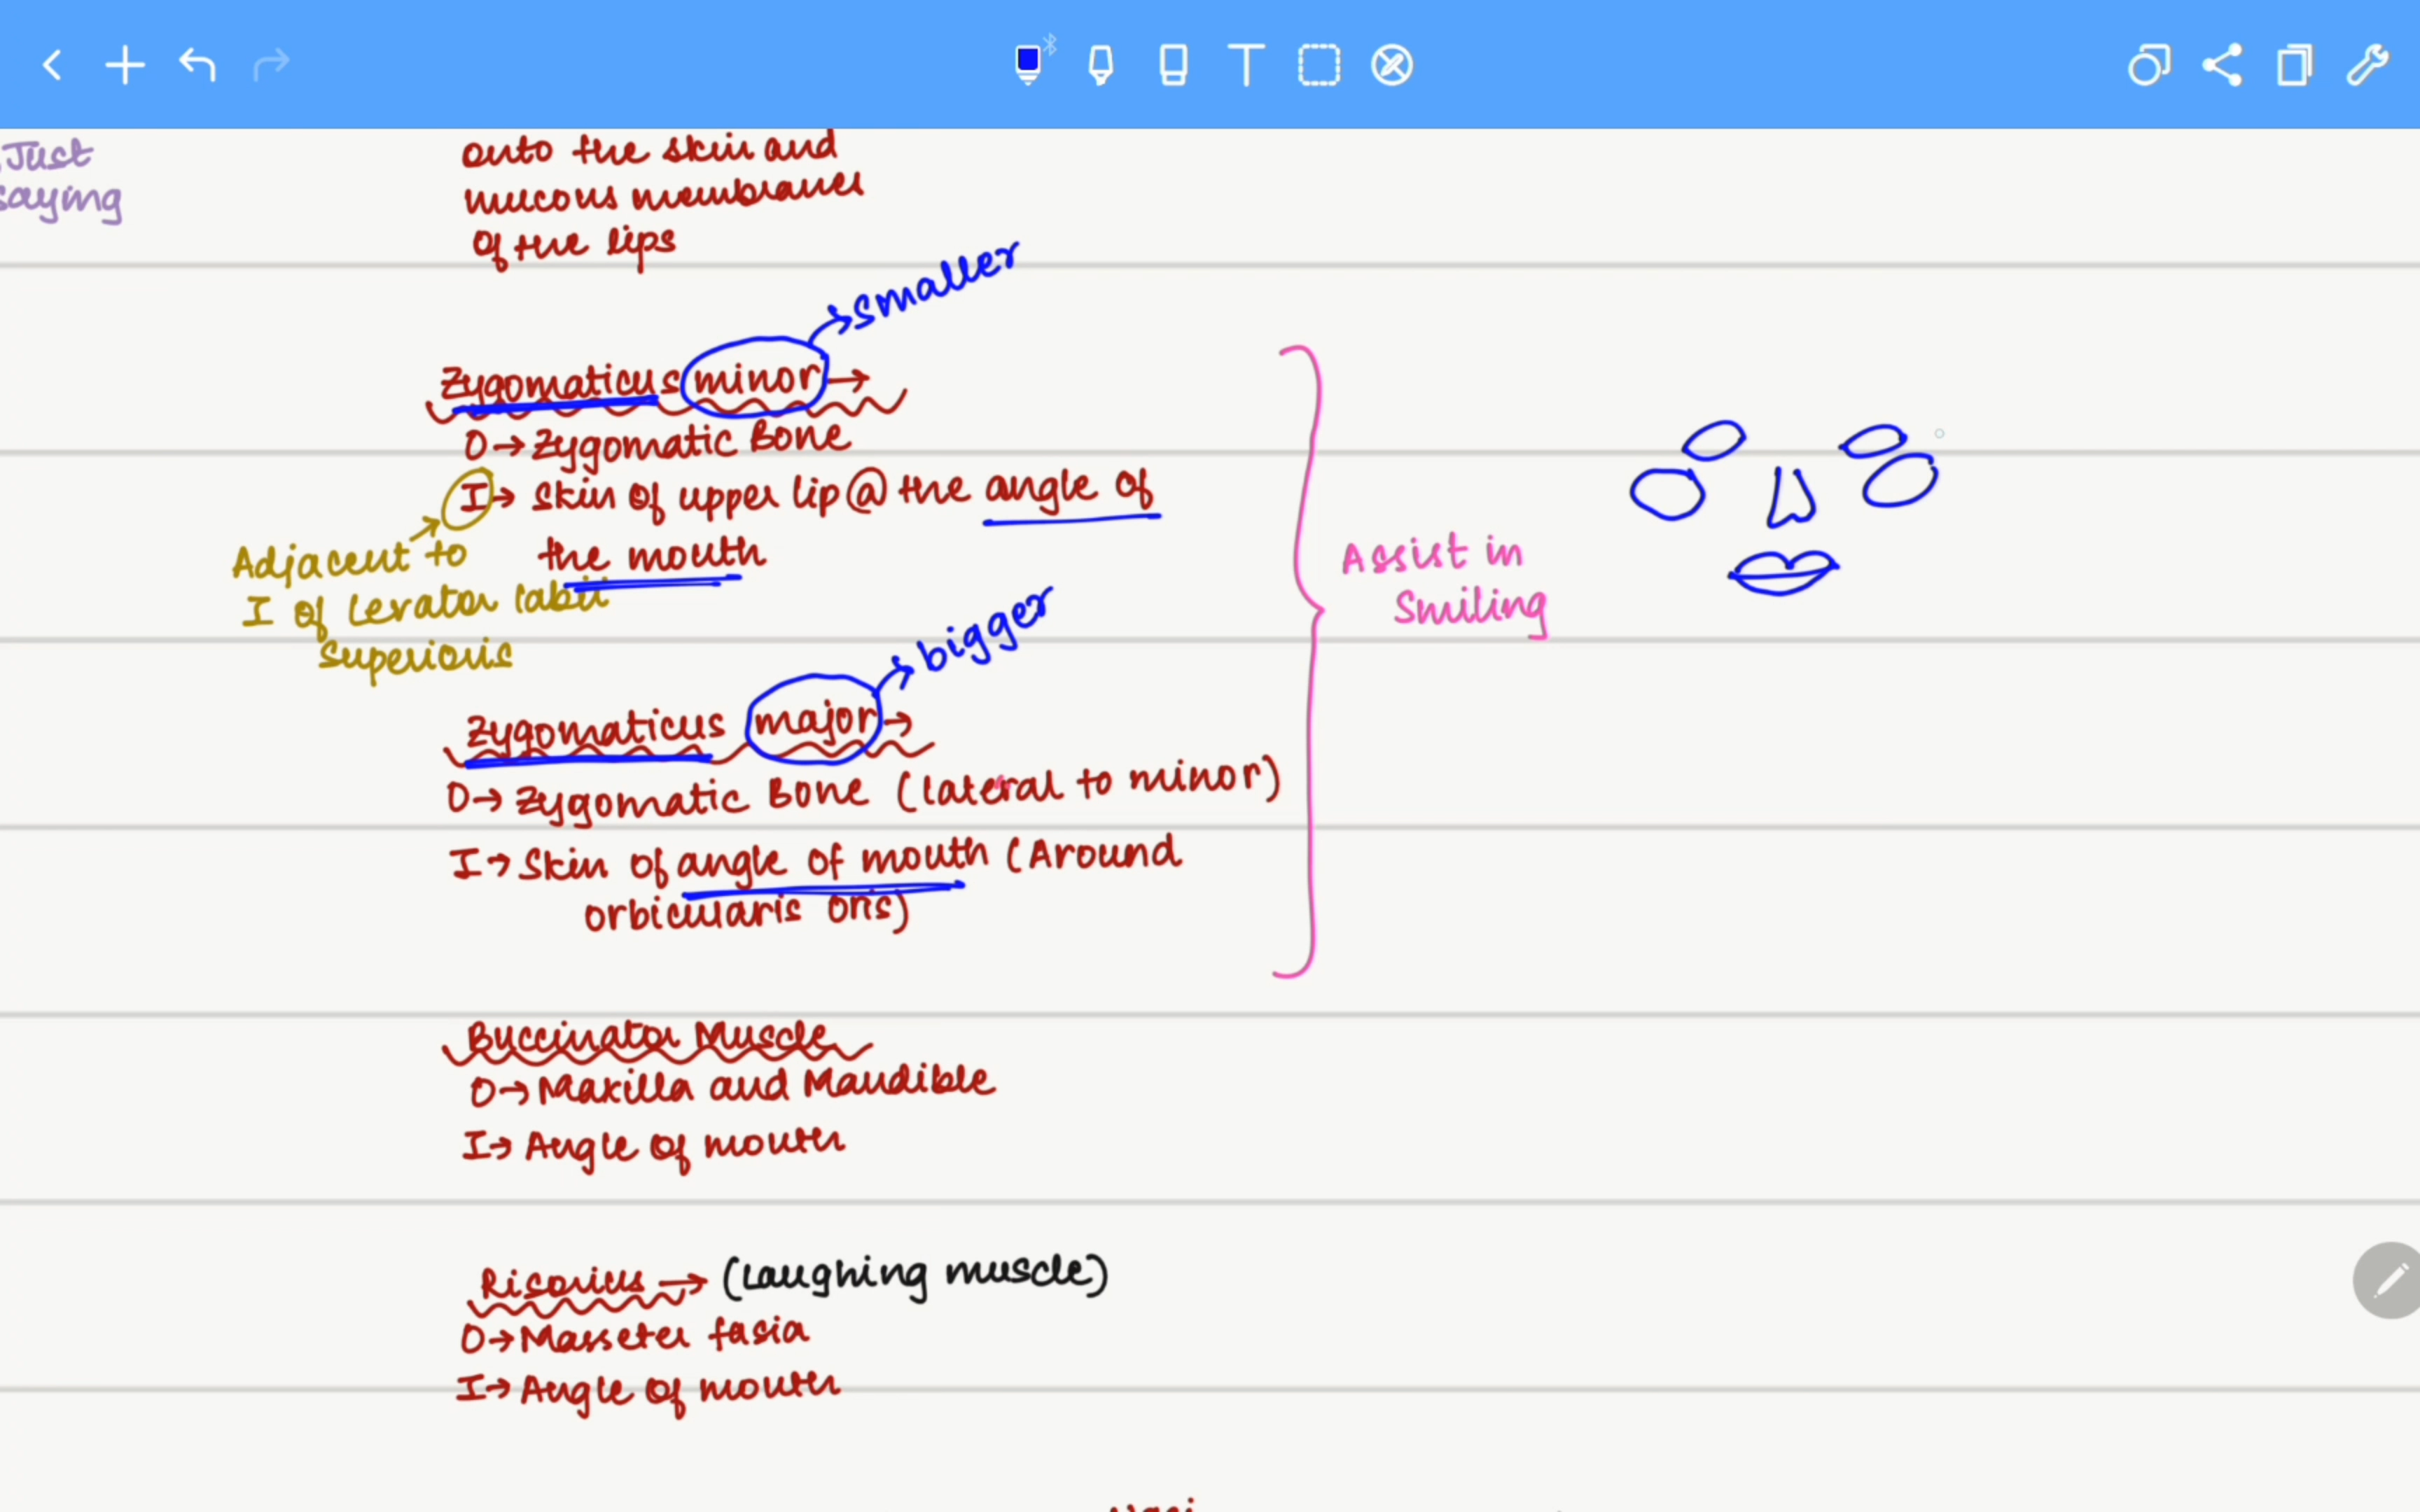 Just
saying
onto the skin and
mucous membranes
of the lips
smaller
Zygomaticus minor →
O → Zygomatic Bone
I → Skin of upper lip @ the angle of
the mouth
Adjacent to
I of Levator labii
Superioris
Assist in
Smiling
bigger
Zygomaticus major →
O → Zygomatic Bone (lateral to minor)
I → Skin of angle of mouth (Around
orbicularis oris)
Buccinator Muscle
O → Maxilla and Mandible
I → Angle of mouth
Risorius → (Laughing muscle)
O → Masseter fasia
I → Angle of mouth